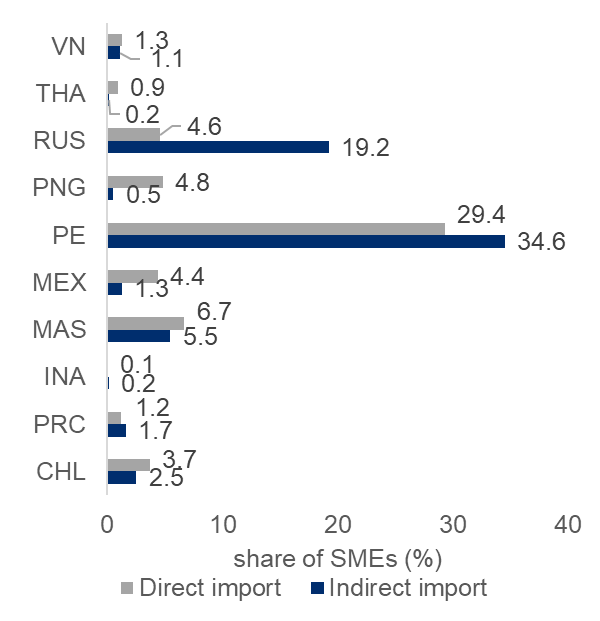 VN 1.3
1.1
THA 0.9
0.2
RUS 4.6
19.2
PNG 4.8
0.5
PE 29.4
34.6
MEX 4.4
1.3
MAS 6.7
5.5
INA 0.1
0.2
PRC 1.2
1.7
CHL 3.7
2.5
0 10 20 30 40
share of SMEs (%)
Direct import Indirect import